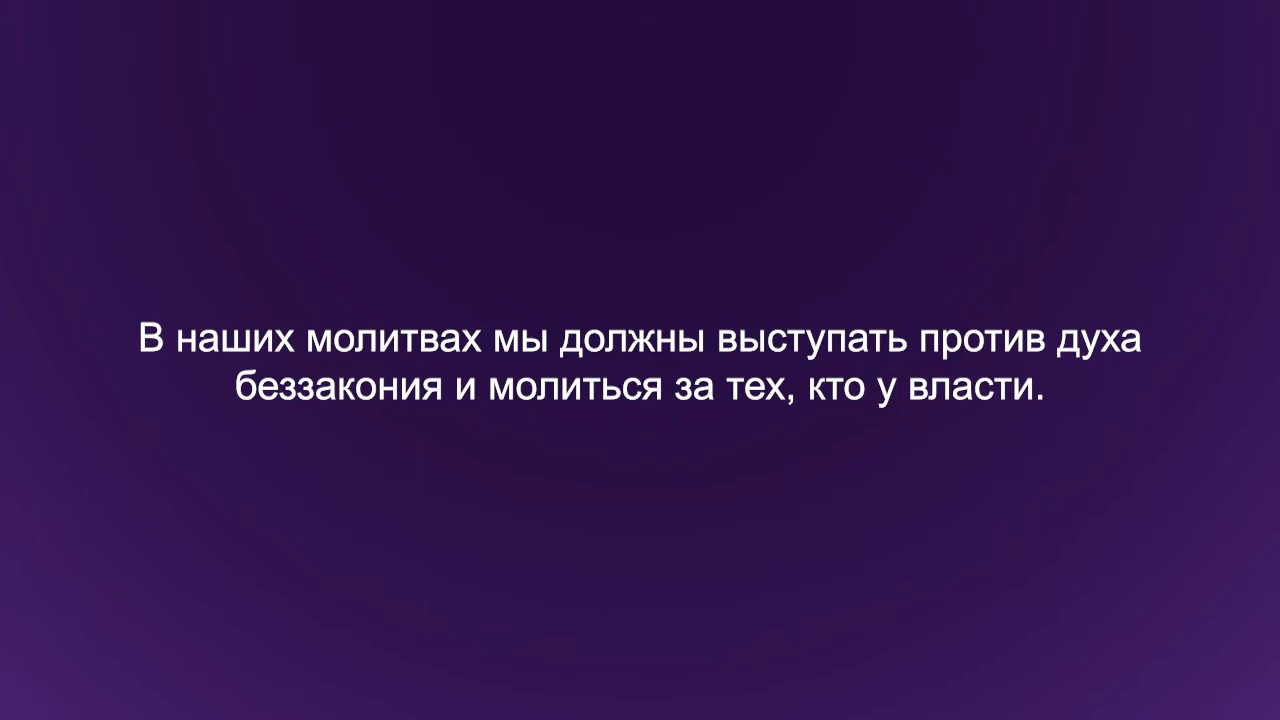 В наших молитвах мы должны выступать против духа
беззакония и молиться за тех, кто у власти.